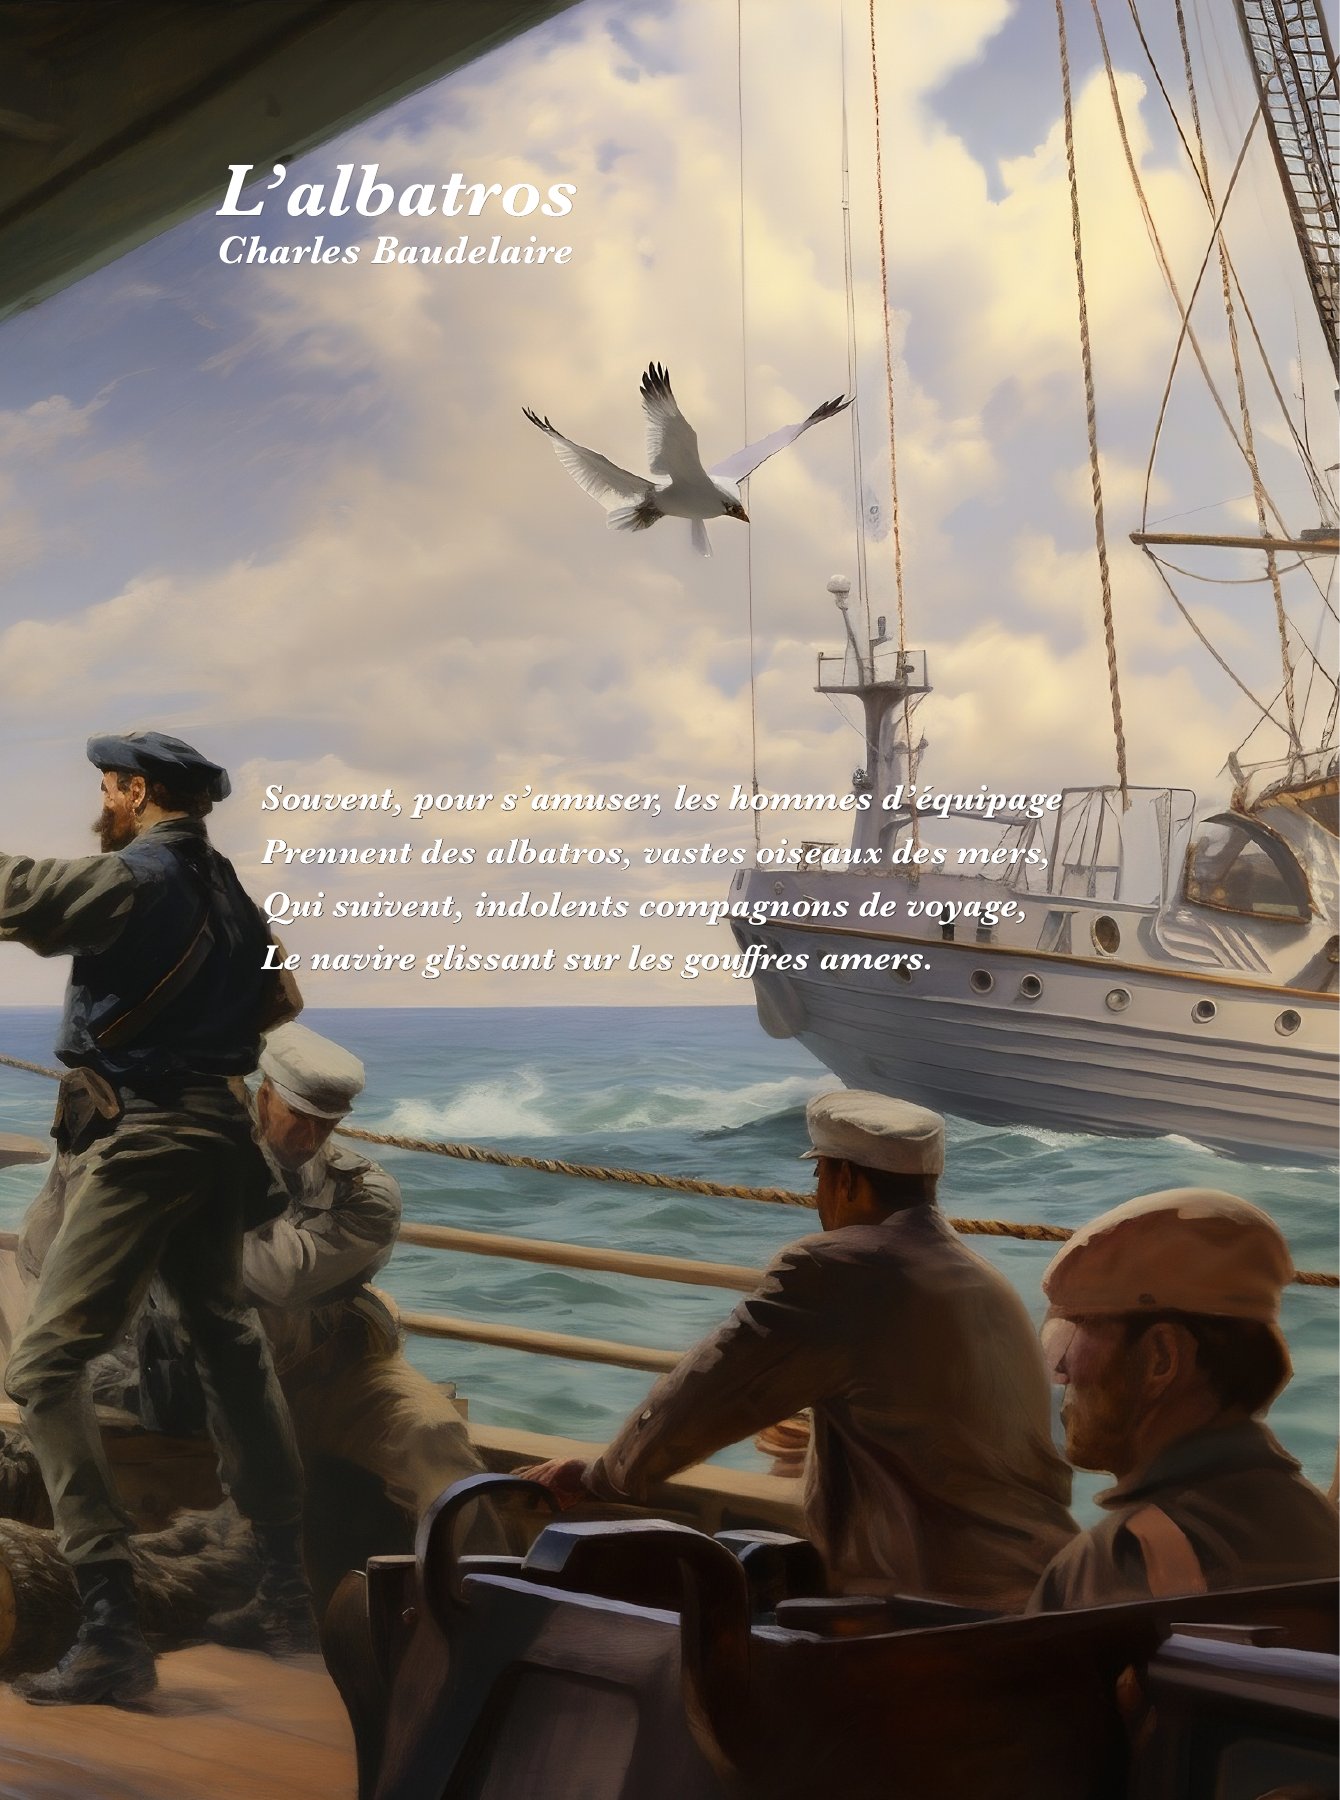 L’albatros
Charles Baudelaire
Souvent, pour s’amuser, les hommes d’équipage
Prennent des albatros, vastes oiseaux des mers,
Qui suivent, indolents compagnons de voyage,
Le navire glissant sur les gouffres amers.